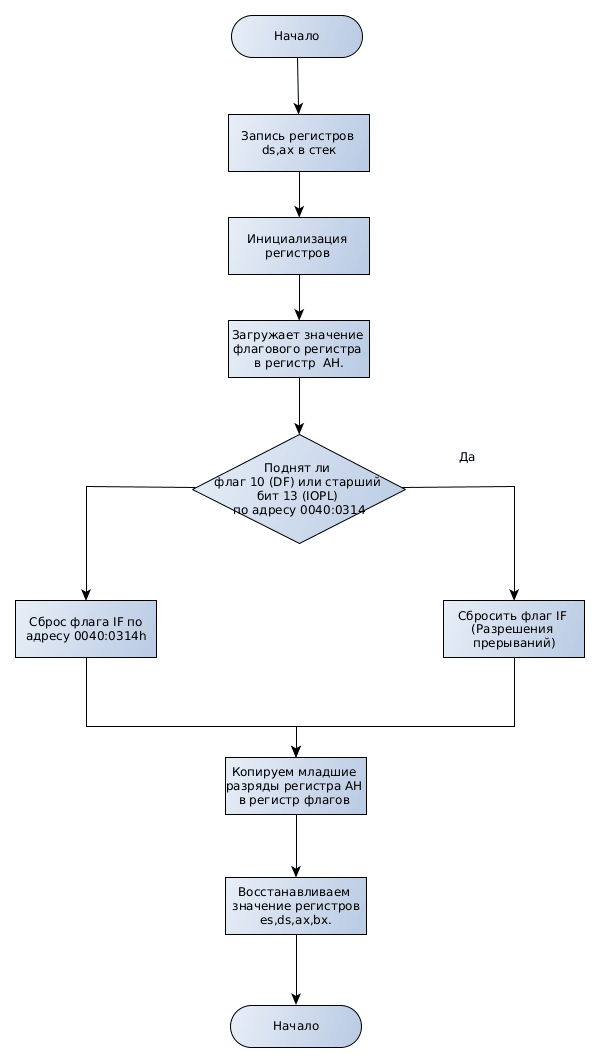 Начало
Запись регистров
ds,ax в стек
Инициализация
регистров
Загружает значение
флагового регистра
в регистр AH.
Поднят ли
флаг 10 (DF) или старший
бит 13 (IOPL)
по адресу 0040:0314
Да
Сброс флага IF по
адресу 0040:0314h
Сбросить флаг IF
(Разрешения
прерываний)
Копируем младшие
разряды регистра AH
в регистр флагов
Восстанавливаем
значение регистров
es,ds,ax,bx.
Начало